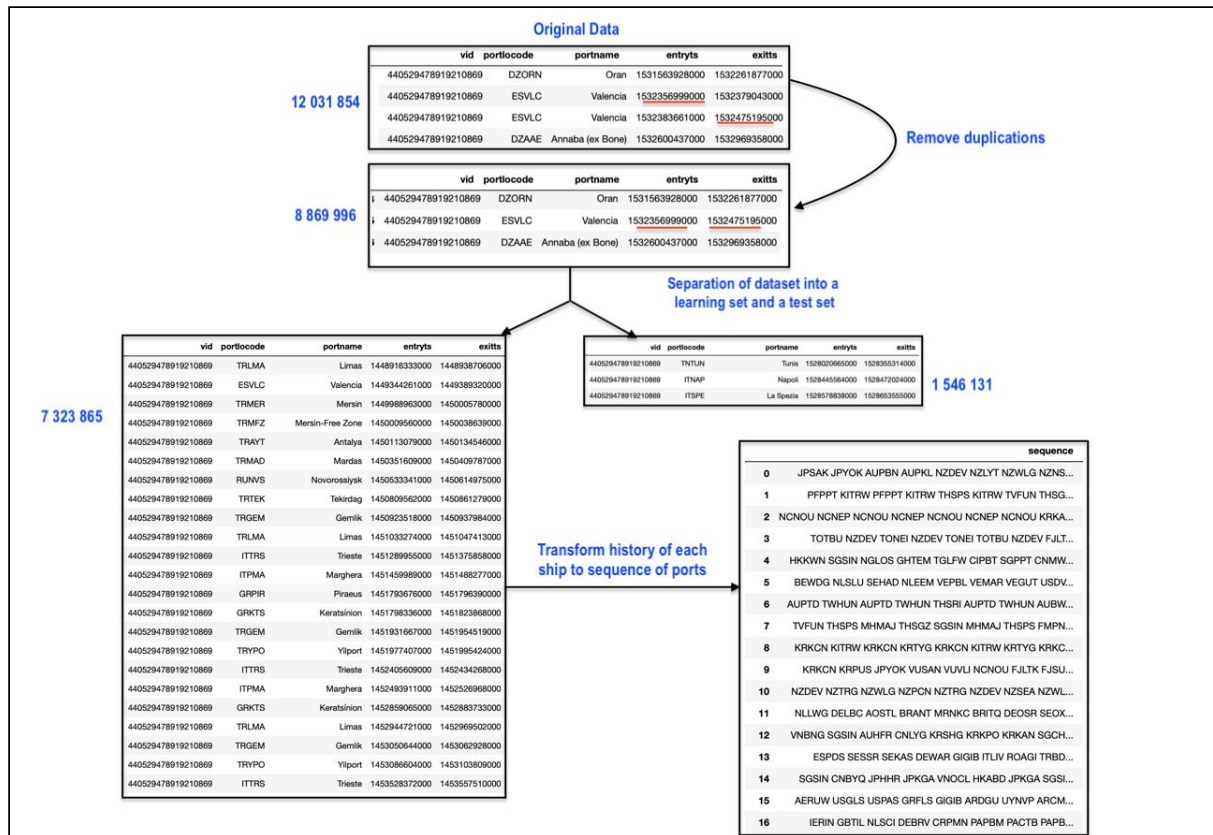 Original Data
vid portlocode portname entryts exitts
440529478919210869 DZORN Oran 1531563928000 1532261877000
440529478919210869 ESVLC Valencia 1532356999000 1532379043000
440529478919210869 ESVLC Valencia 1532383661000 1532475195000
440529478919210869 DZAAE Annaba (ex Bone) 1532600437000 1532969358000
12 031 854
Remove duplications
vid portlocode portname entryts exitts
440529478919210869 DZORN Oran 1531563928000 1532261877000
440529478919210869 ESVLC Valencia 1532356999000 1532475195000
440529478919210869 DZAAE Annaba (ex Bone) 1532600437000 1532969358000
8 869 996
Separation of dataset into a
learning set and a test set
vid portlocode portname entryts exitts
440529478919210869 TRLMA Limas 1448916333000 1448938706000
440529478919210869 ESVLC Valencia 1449344261000 1449389320000
440529478919210869 TRMER Mersin 1449988963000 1450005780000
440529478919210869 TRMFZ Mersin-Free Zone 1450009560000 1450038639000
440529478919210869 TRAYT Antalya 1450113079000 1450134546000
440529478919210869 TRMAD Mardas 1450351609000 1450409787000
440529478919210869 RUNVS Novorossiysk 1450533341000 1450614975000
440529478919210869 TRTEK Tekirdag 1450809562000 1450861279000
440529478919210869 TRGEM Gemlik 1450923518000 1450937984000
440529478919210869 TRLMA Limas 1451033274000 1451047413000
440529478919210869 ITTRS Trieste 1451289955000 1451375858000
440529478919210869 ITPMA Marghera 1451459989000 1451488277000
440529478919210869 GRPIR Piraeus 1451793676000 1451796390000
440529478919210869 GRKTS Keratsínion 1451798336000 1451823868000
440529478919210869 TRGEM Gemlik 1451931667000 1451954519000
440529478919210869 TRYPO Yilport 1451977407000 1451995424000
440529478919210869 ITTRS Trieste 1452405609000 1452434268000
440529478919210869 ITPMA Marghera 1452493911000 1452526968000
440529478919210869 GRKTS Keratsínion 1452859065000 1452883733000
440529478919210869 TRLMA Limas 1452944721000 1452969502000
440529478919210869 TRGEM Gemlik 1453050644000 1453062928000
440529478919210869 TRYPO Yilport 1453086604000 1453103809000
440529478919210869 ITTRS Trieste 1453528372000 1453557510000
7 323 865
vid portlocode portname entryts exitts
440529478919210869 TNTUN Tunis 1528020665000 1528355314000
440529478919210869 ITNAP Napoli 1528445564000 1528472024000
440529478919210869 ITSPE La Spezia 1528578838000 1528653555000
1 546 131
Transform history of each
ship to sequence of ports
sequence
0 JPSAK JPYOK AUPBN AUPKL NZDEV NZLYT NZWLG NZNS...
1 PFPPT KITRW PFPPT KITRW THSPS KITRW TVFUN THSG...
2 NCNOU NCNEP NCNOU NCNEP NCNOU NCNEP NCNOU KRKA...
3 TOTBU NZDEV TONEI NZDEV TONEI TOTBU NZDEV FJLT...
4 HKKWN SGSIN NGLOS GHTEM TGLFW CIPBT SGPPT CNMW...
5 BEWDG NLSLU SEHAD NLEEM VEPBL VEMAR VEGUT USDV...
6 AUPTD TWHUN AUPTD TWHUN THSRI AUPTD TWHUN AUBW...
7 TVFUN THSPS MHMAJ THSGZ SGSIN MHMAJ THSPS FMPN...
8 KRKCN KITRW KRKCN KRTYG KRKCN KITRW KRTYG KRKC...
9 KRKCN KRPUS JPYOK VUSAN VUVLI NCNOU FJLTK FJSU...
10 NZDEV NZTRG NZWLG NZPCN NZTRG NZDEV NZSEA NZWL...
11 NLLWG DELBC AOSTL BRANT MRNKC BRITQ DEOSR SEOX...
12 VNBNG SGSIN AUHFR CNLYG KRSHG KRKPO KRKAN SGCH...
13 ESPDS SESSR SEKAS DEWAR GIGIB ITLIV ROAGI TRBD...
14 SGSIN CNBYQ JPHHR JPKGA VNOCL HKABD JPKGA SGSI...
15 AERUW USGLS USPAS GRFLS GIGIB ARDGU UYNVP ARCM...
16 IERIN GBTIL NLSCI DEBRV CRPMN PAPBM PACTB PAPB...